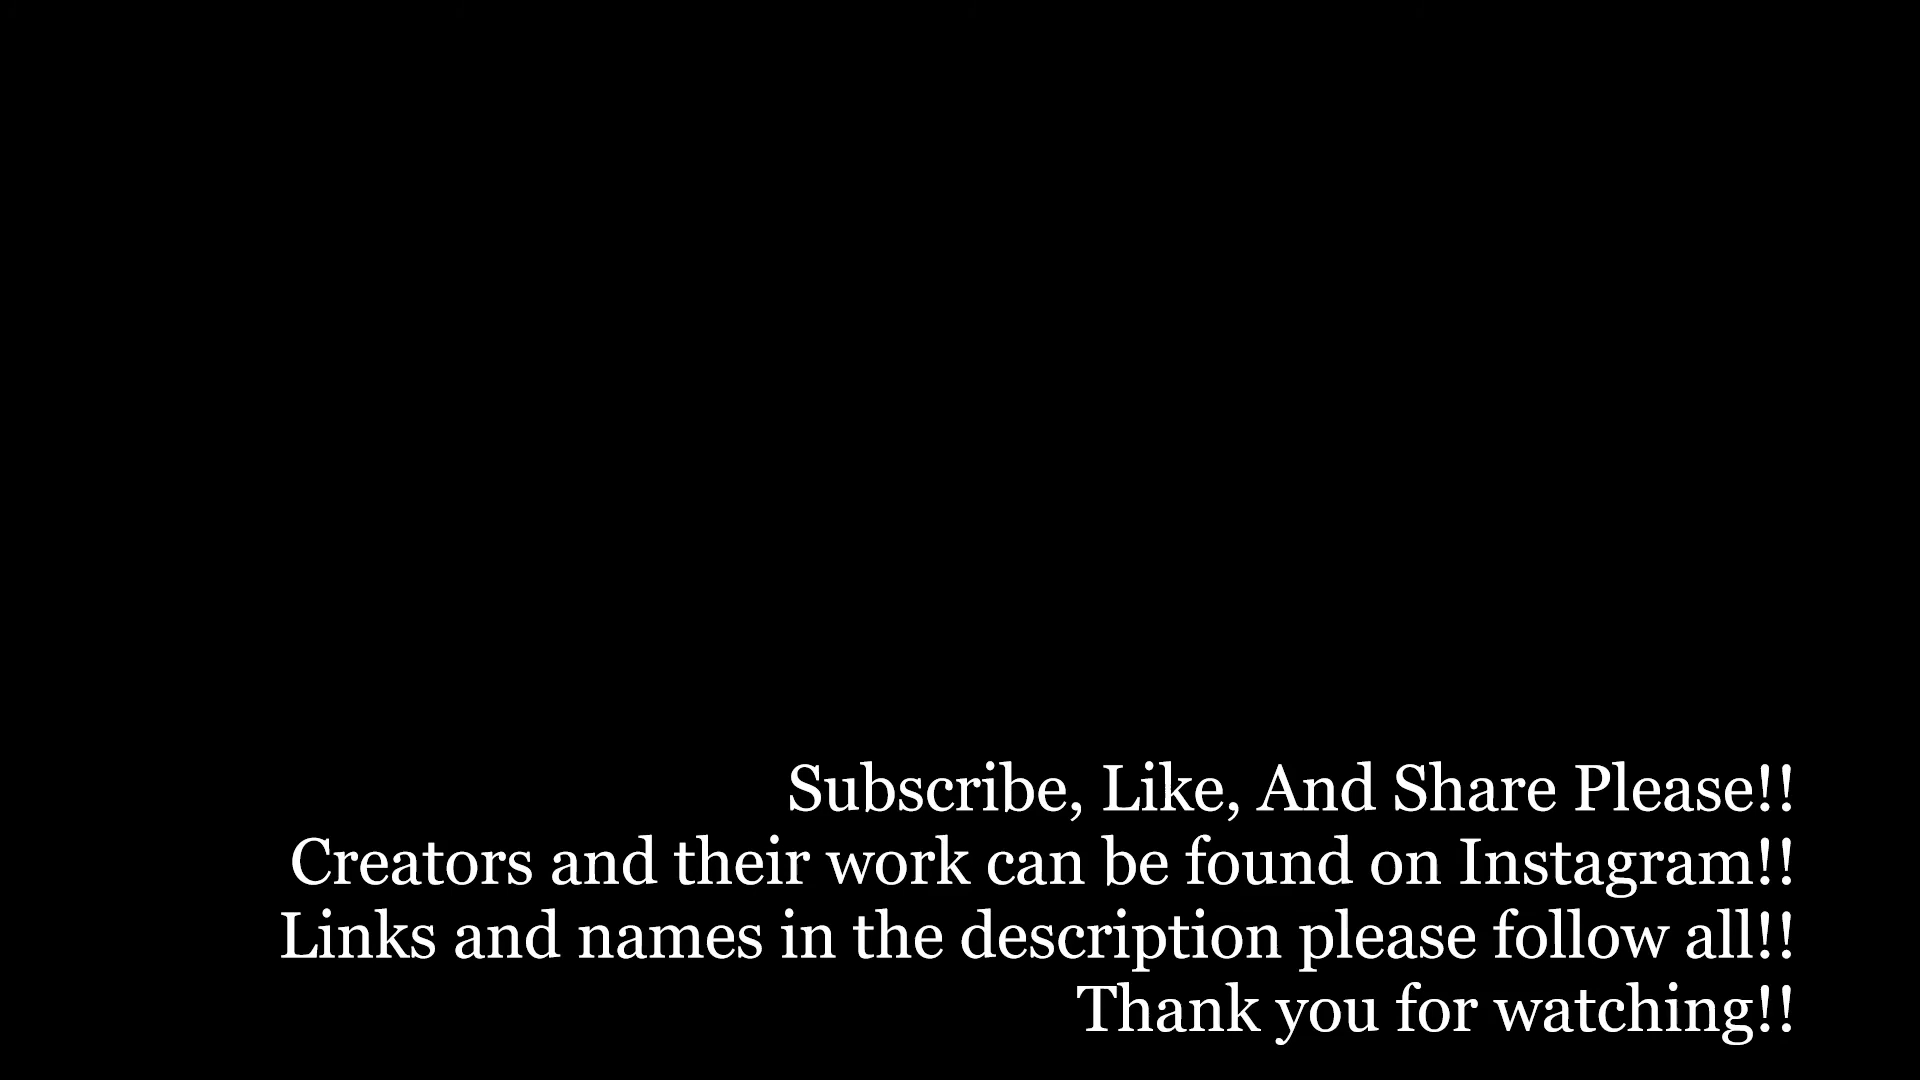 Subscribe, Like, And Share Please!!
Creators and their work can be found on Instagram!!
Links and names in the description please follow all!!
Thank you for watching!!